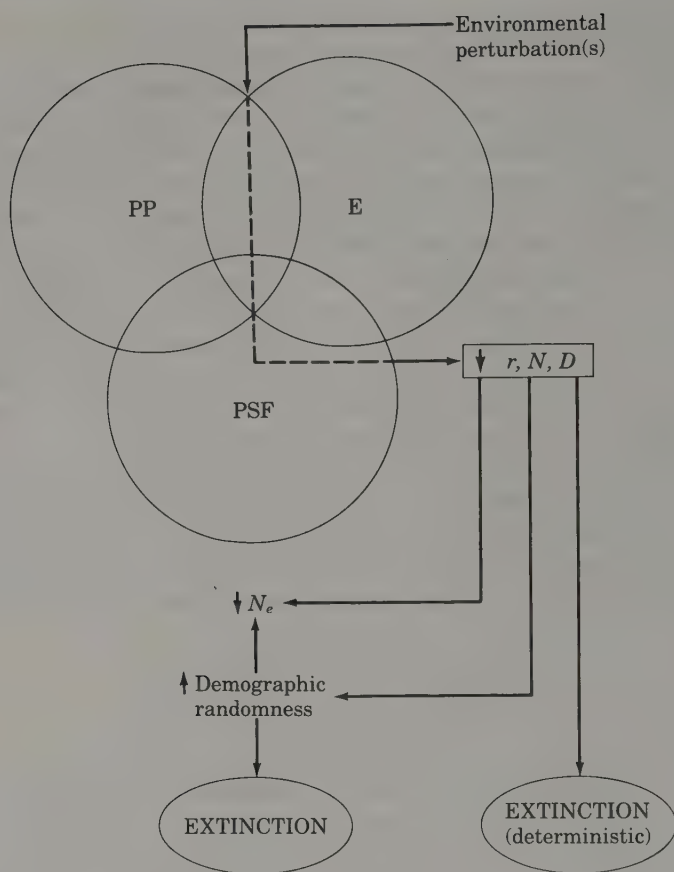 Environmental
perturbation(s)
PP
E
↓ r, N, D
PSF
↓ Nₑ
↑ Demographic
randomness
EXTINCTION
EXTINCTION
(deterministic)